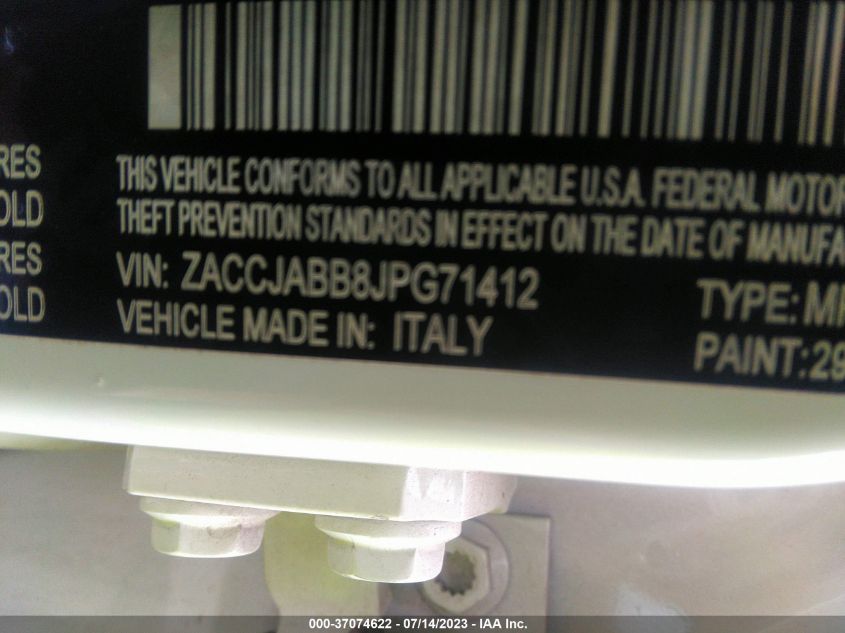 RES
OLD
RES
OLD
THIS VEHICLE CONFORMS TO ALL APPLICABLE U.S.A. FEDERAL MOTOR
THEFT PREVENTION STANDARDS IN EFFECT ON THE DATE OF MANUFA
VIN: ZACCJABB8JPG71412
TYPE: MP
VEHICLE MADE IN: ITALY
PAINT: 29
000-37074622 - 07/14/2023 - IAA Inc.